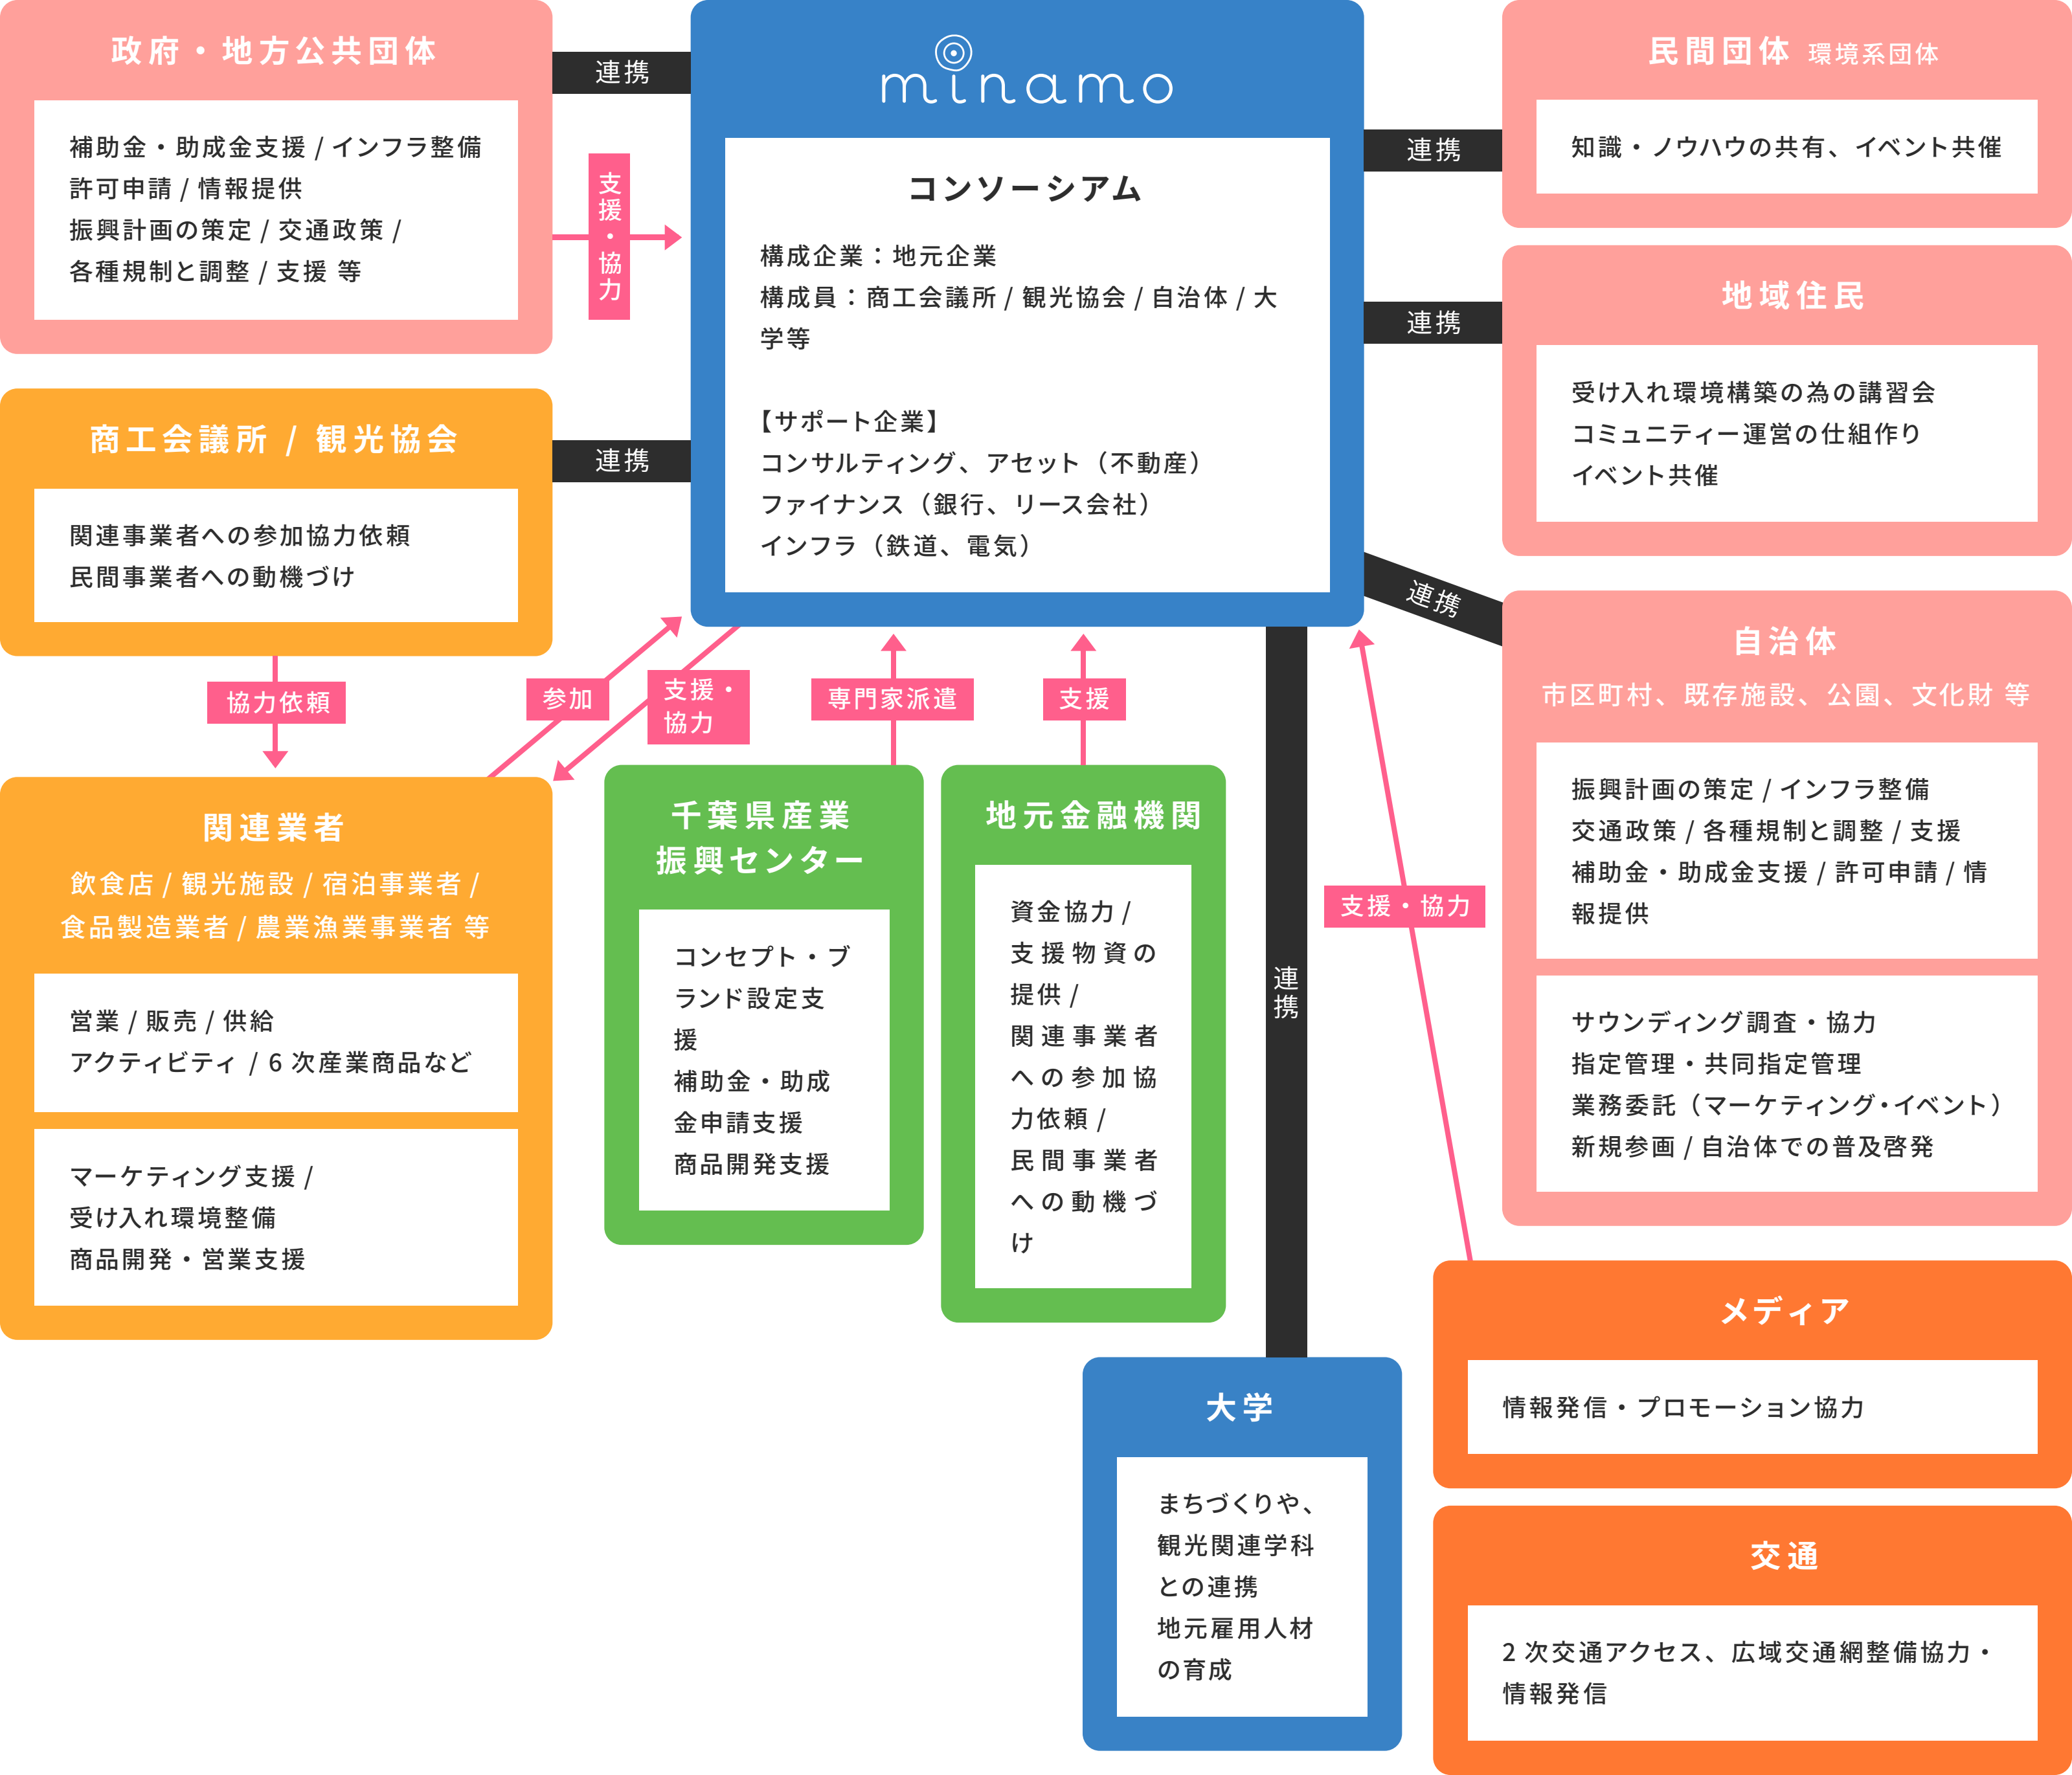 政府・地方公共団体
補助金・助成金支援 / インフラ整備
許可申請 / 情報提供
振興計画の策定 / 交通政策 /
各種規制と調整 / 支援 等
連携
支援・協力
商工会議所 / 観光協会
関連事業者への参加協力依頼
民間事業者への動機づけ
連携
協力依頼
関連業者
飲食店 / 観光施設 / 宿泊事業者 /
食品製造業者 / 農業漁業事業者 等
営業 / 販売 / 供給
アクティビティ / 6 次産業商品など
マーケティング支援 /
受け入れ環境整備
商品開発・営業支援
minamo
コンソーシアム
構成企業：地元企業
構成員：商工会議所 / 観光協会 / 自治体 / 大
学等
【サポート企業】
コンサルティング、アセット（不動産）
ファイナンス（銀行、リース会社）
インフラ（鉄道、電気）
参加
支援・
協力
専門家派遣
支援
千葉県産業
振興センター
コンセプト・ブ
ランド設定支
援
補助金・助成
金申請支援
商品開発支援
地元金融機関
資金協力 /
支援物資の
提供 /
関連事業者
への参加協
力依頼 /
民間事業者
への動機づ
け
連携
大学
まちづくりや、
観光関連学科
との連携
地元雇用人材
の育成
連携
民間団体 環境系団体
知識・ノウハウの共有、イベント共催
連携
地域住民
受け入れ環境構築の為の講習会
コミュニティー運営の仕組作り
イベント共催
連携
自治体
市区町村、既存施設、公園、文化財 等
振興計画の策定 / インフラ整備
交通政策 / 各種規制と調整 / 支援
補助金・助成金支援 / 許可申請 / 情
報提供
サウンディング調査・協力
指定管理・共同指定管理
業務委託（マーケティング・イベント）
新規参画 / 自治体での普及啓発
支援・協力
メディア
情報発信・プロモーション協力
交通
2 次交通アクセス、広域交通網整備協力・
情報発信